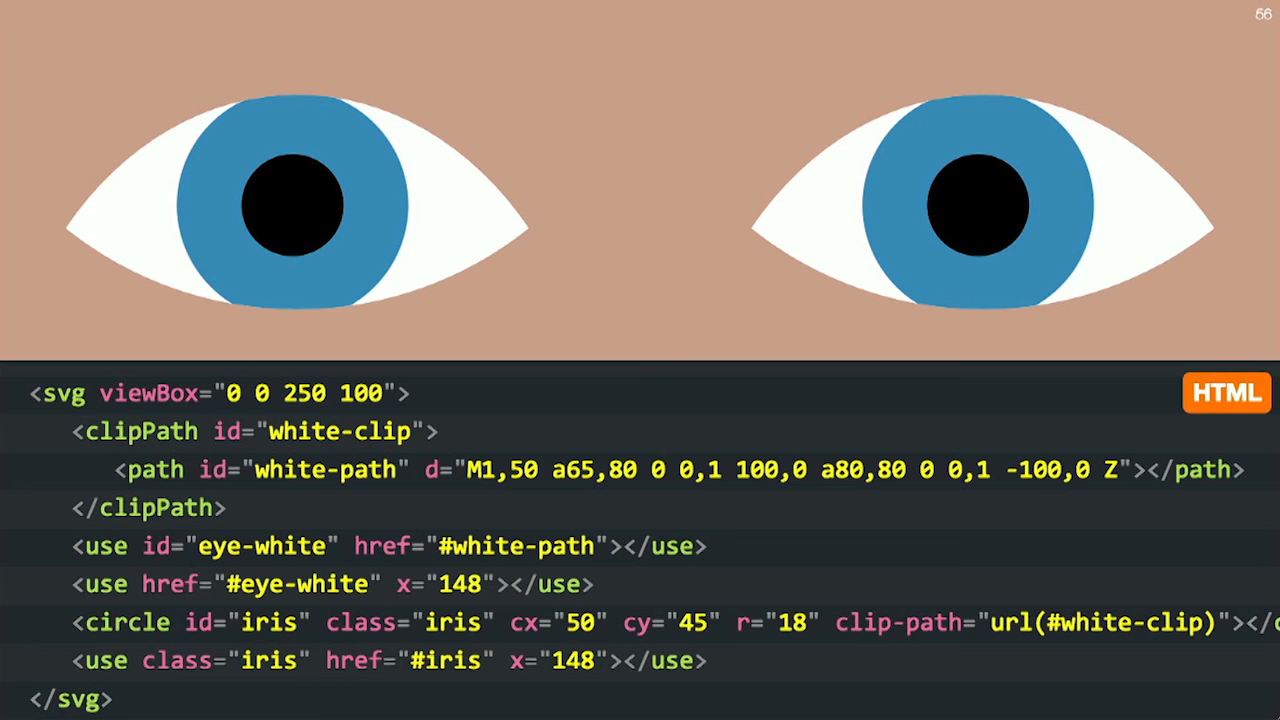 56
HTML
<svg viewBox="0 0 250 100">
<clipPath id="white-clip">
<path id="white-path" d="M1,50 a65,80 0 0,1 100,0 a80,80 0 0,1 -100,0 Z"></path>
</clipPath>
<use id="eye-white" href="#white-path"></use>
<use href="#eye-white" x="148"></use>
<circle id="iris" class="iris" cx="50" cy="45" r="18" clip-path="url(#white-clip)"></c
<use class="iris" href="#iris" x="148"></use>
</svg>